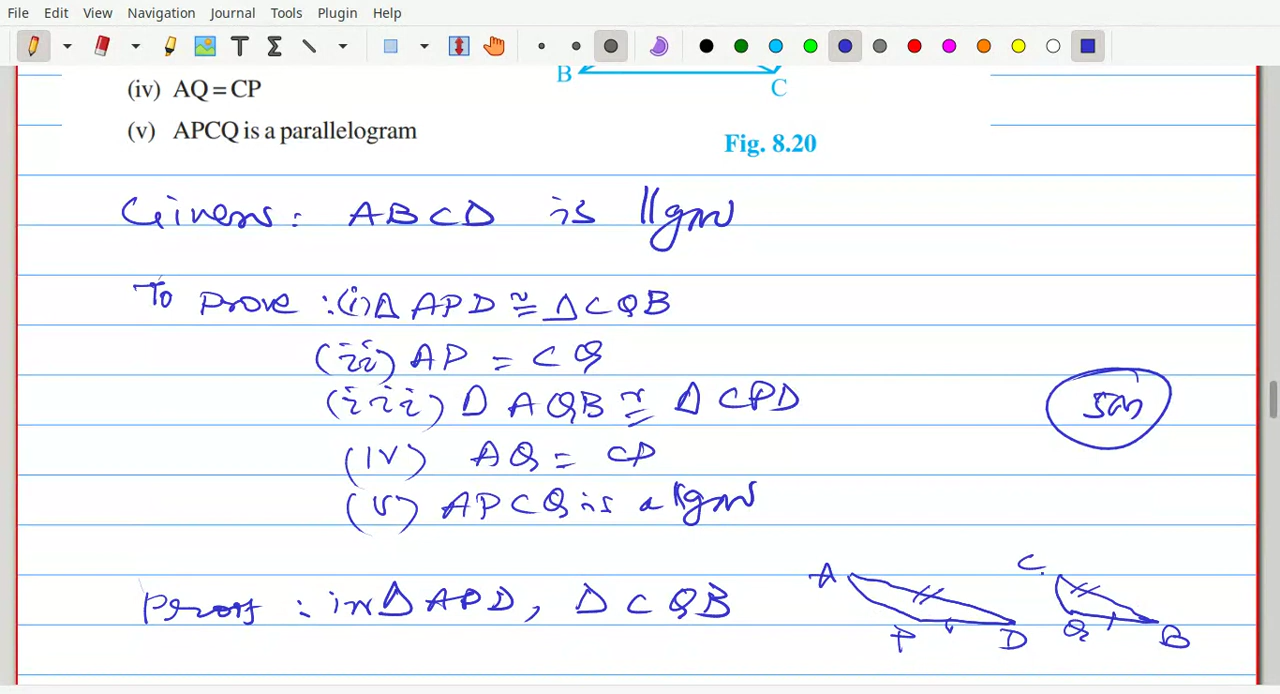 File Edit View Navigation Journal Tools Plugin Help
B
C
(iv) AQ = CP
(v) APCQ is a parallelogram
Fig. 8.20
Given: ABCD is ||gm
To Prove : (i) Δ APD ≅ Δ CQB
(ii) AP = CQ
(iii) Δ AQB ≅ Δ CPD
(iv) AQ = CP
(v) APCQ is a ||gm
Proof : in Δ APD, Δ CQB
A
P
D
C
Q
B